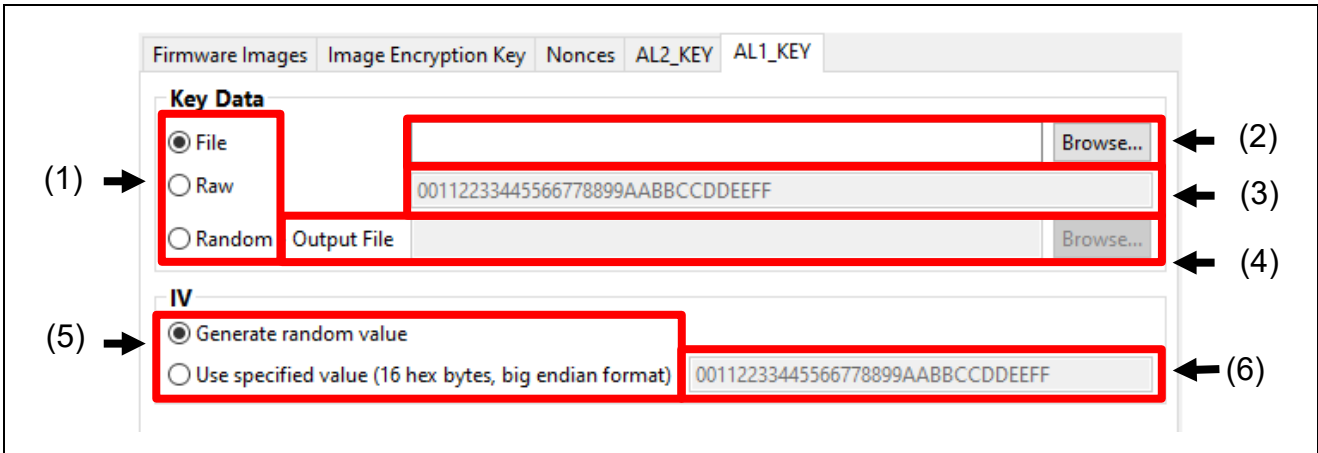 Firmware Images Image Encryption Key Nonces AL2_KEY AL1_KEY
Key Data
File Browse... (2)
(1) Raw 00112233445566778899AABBCCDDEEFF (3)
Random Output File Browse...
(4)
IV
(5) Generate random value
Use specified value (16 hex bytes, big endian format) 00112233445566778899AABBCCDDEEFF (6)